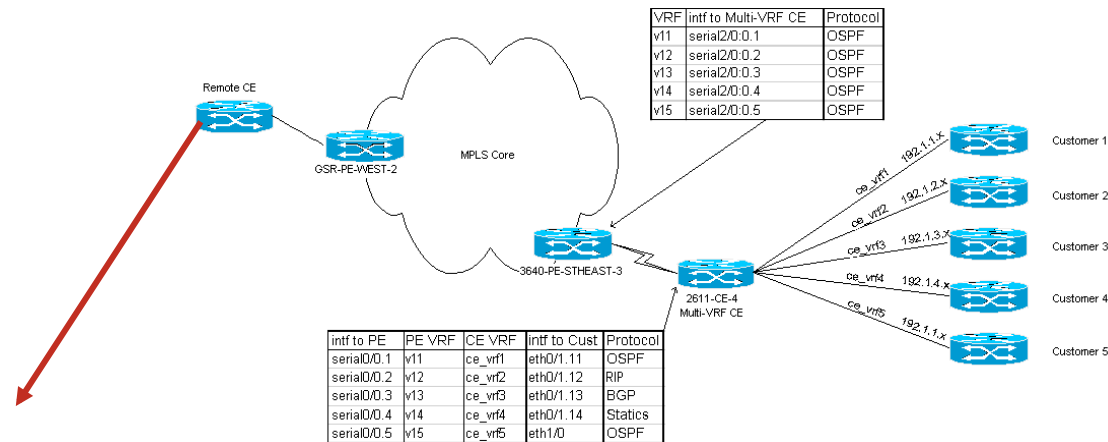 VRF intf to Multi-VRF CE Protocol
v11 serial2/0:0.1 OSPF
v12 serial2/0:0.2 OSPF
v13 serial2/0:0.3 OSPF
v14 serial2/0:0.4 OSPF
v15 serial2/0:0.5 OSPF
Remote CE
GSR-PE-WEST-2
MPLS Core
3640-PE-STHEAST-3
2611-CE-4
Multi-VRF CE
ce_vrf1 192.1.1.x Customer 1
ce_vrf2 192.1.2.x Customer 2
ce_vrf3 192.1.3.x Customer 3
ce_vrf4 192.1.4.x Customer 4
ce_vrf5 192.1.1.x Customer 5
intf to PE PE VRF CE VRF intf to Cust Protocol
serial0/0.1 v11 ce_vrf1 eth0/1.11 OSPF
serial0/0.2 v12 ce_vrf2 eth0/1.12 RIP
serial0/0.3 v13 ce_vrf3 eth0/1.13 BGP
serial0/0.4 v14 ce_vrf4 eth0/1.14 Statics
serial0/0.5 v15 ce_vrf5 eth1/0 OSPF